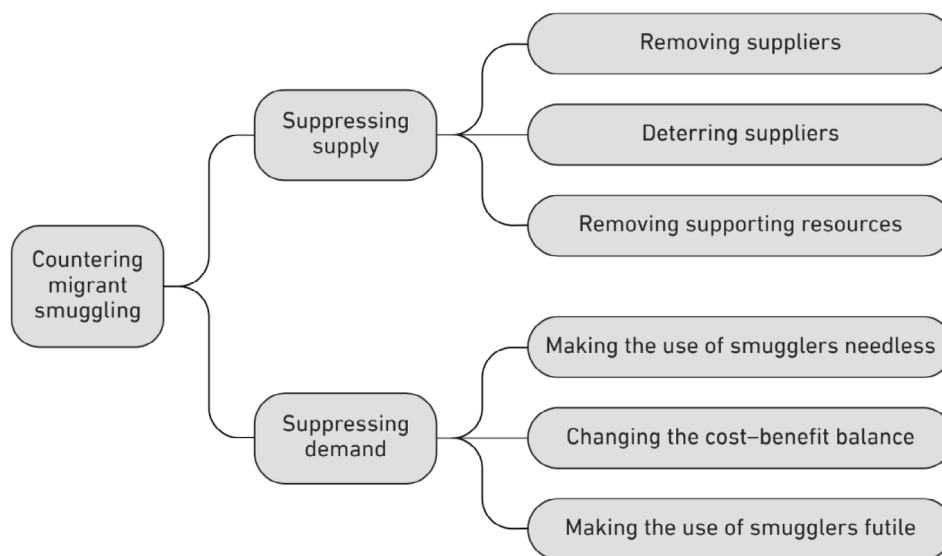 Countering
migrant
smuggling
Suppressing
supply
Removing suppliers
Deterring suppliers
Removing supporting resources
Suppressing
demand
Making the use of smugglers needless
Changing the cost–benefit balance
Making the use of smugglers futile